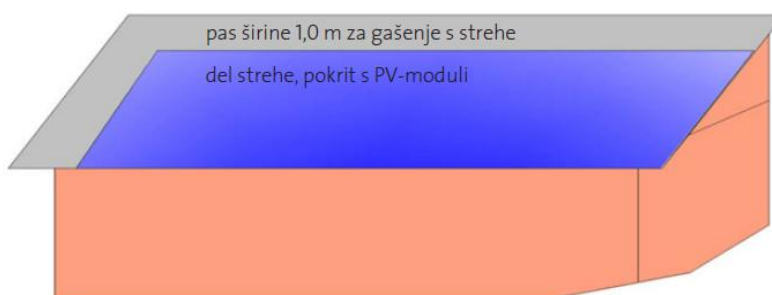 pas širine 1,0 m za gašenje s strehe
del strehe, pokrit s PV-moduli